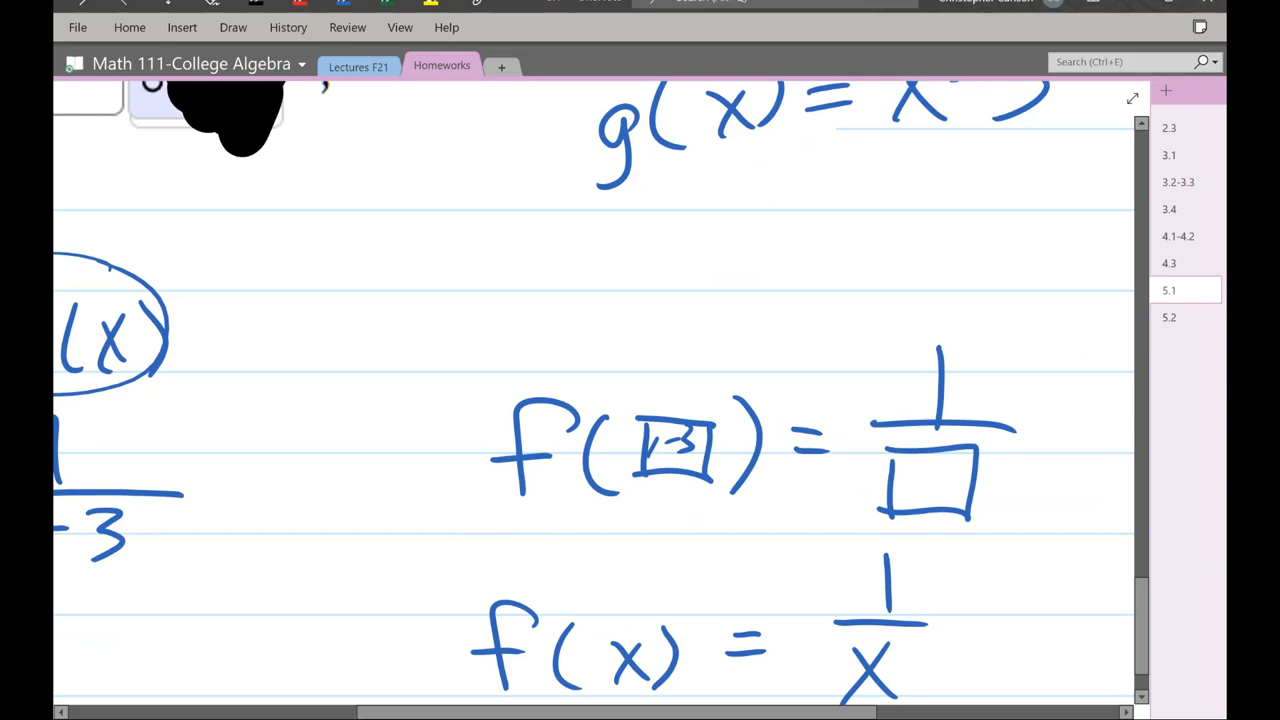 File Home Insert Draw History Review View Help
Math 111-College Algebra Lectures F21 Homeworks + Search (Ctrl+E)
g(x) = x-3
2.3
3.1
3.2-3.3
3.4
4.1-4.2
4.3
5.1
5.2
(x)
f(□) = 1/□
-3
f(x) = 1/x